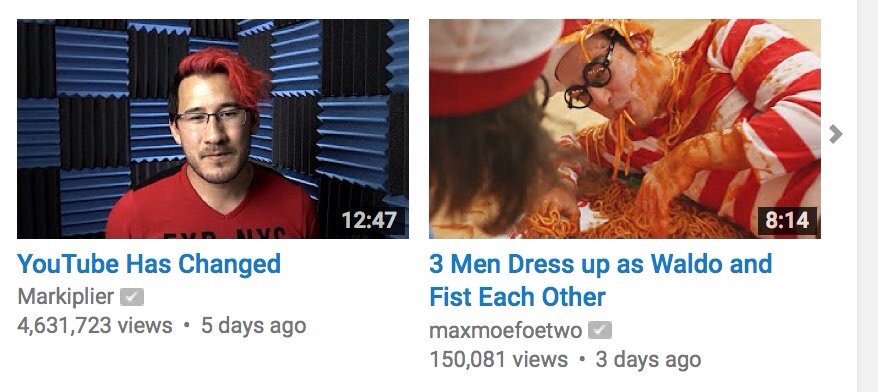 12:47
8:14
YouTube Has Changed
Markiplier
4,631,723 views • 5 days ago
3 Men Dress up as Waldo and
Fist Each Other
maxmoefoetwo
150,081 views • 3 days ago